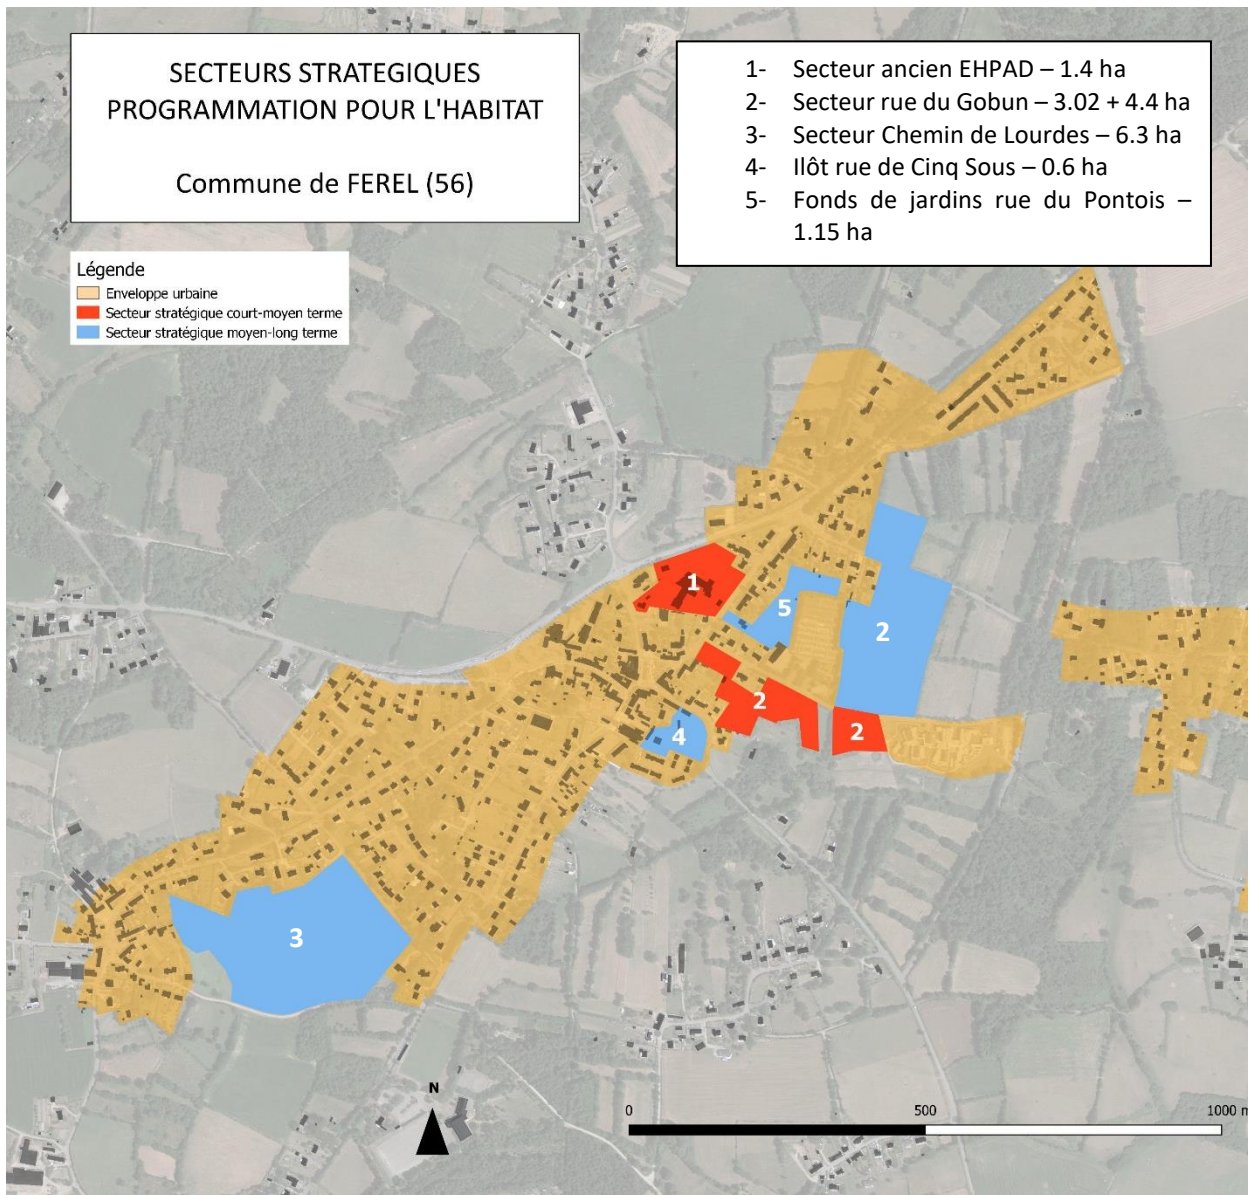 SECTEURS STRATEGIQUES
PROGRAMMATION POUR L'HABITAT
Commune de FEREL (56)
1- Secteur ancien EHPAD – 1.4 ha
2- Secteur rue du Gobun – 3.02 + 4.4 ha
3- Secteur Chemin de Lourdes – 6.3 ha
4- Ilôt rue de Cinq Sous – 0.6 ha
5- Fonds de jardins rue du Pontois –
1.15 ha
Légende
Enveloppe urbaine
Secteur stratégique court-moyen terme
Secteur stratégique moyen-long terme
1
5
2
2
2
4
3
N
0 500 1000 m